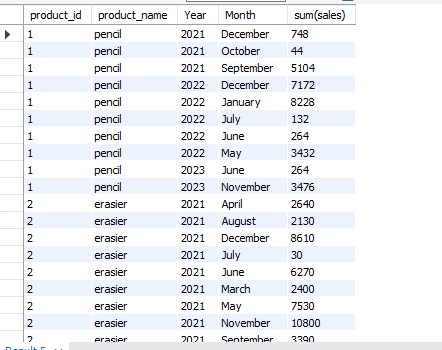 product_id product_name Year Month sum(sales)
1 pencil 2021 December 748
1 pencil 2021 October 44
1 pencil 2021 September 5104
1 pencil 2022 December 7172
1 pencil 2022 January 8228
1 pencil 2022 July 132
1 pencil 2022 June 264
1 pencil 2022 May 3432
1 pencil 2023 June 264
1 pencil 2023 November 3476
2 erasier 2021 April 2640
2 erasier 2021 August 2130
2 erasier 2021 December 8610
2 erasier 2021 July 30
2 erasier 2021 June 6270
2 erasier 2021 March 2400
2 erasier 2021 May 7530
2 erasier 2021 November 10800
2 erasier 2021 September 3390